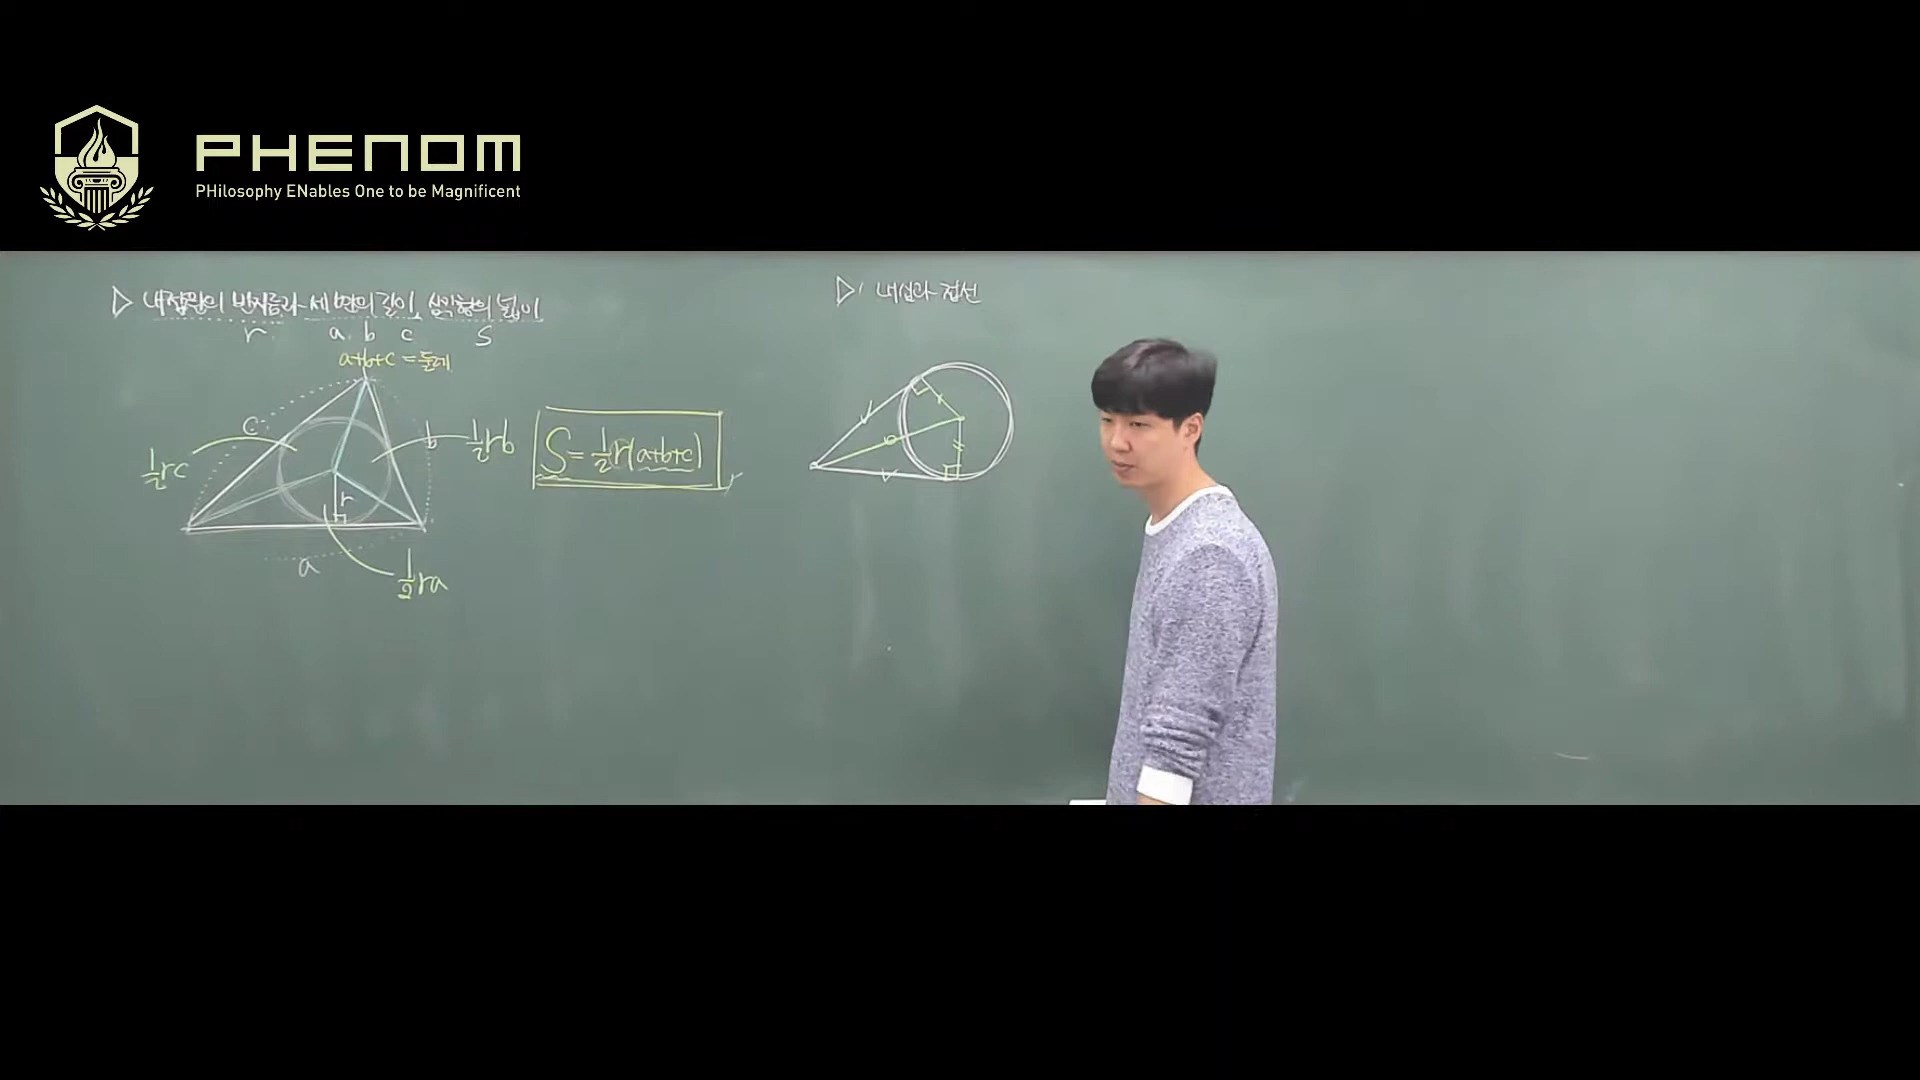 PHENOM
PHilosophy ENables One to be Magnificent
▷ 내접원의 반지름과 세 변의 길이, 삼각형의 넓이
r a, b c S
a+b+c = 둘레
c
b
½rc
½rb
r
a
½ra
S = ½r(a+b+c)
▷ 내심과 접선